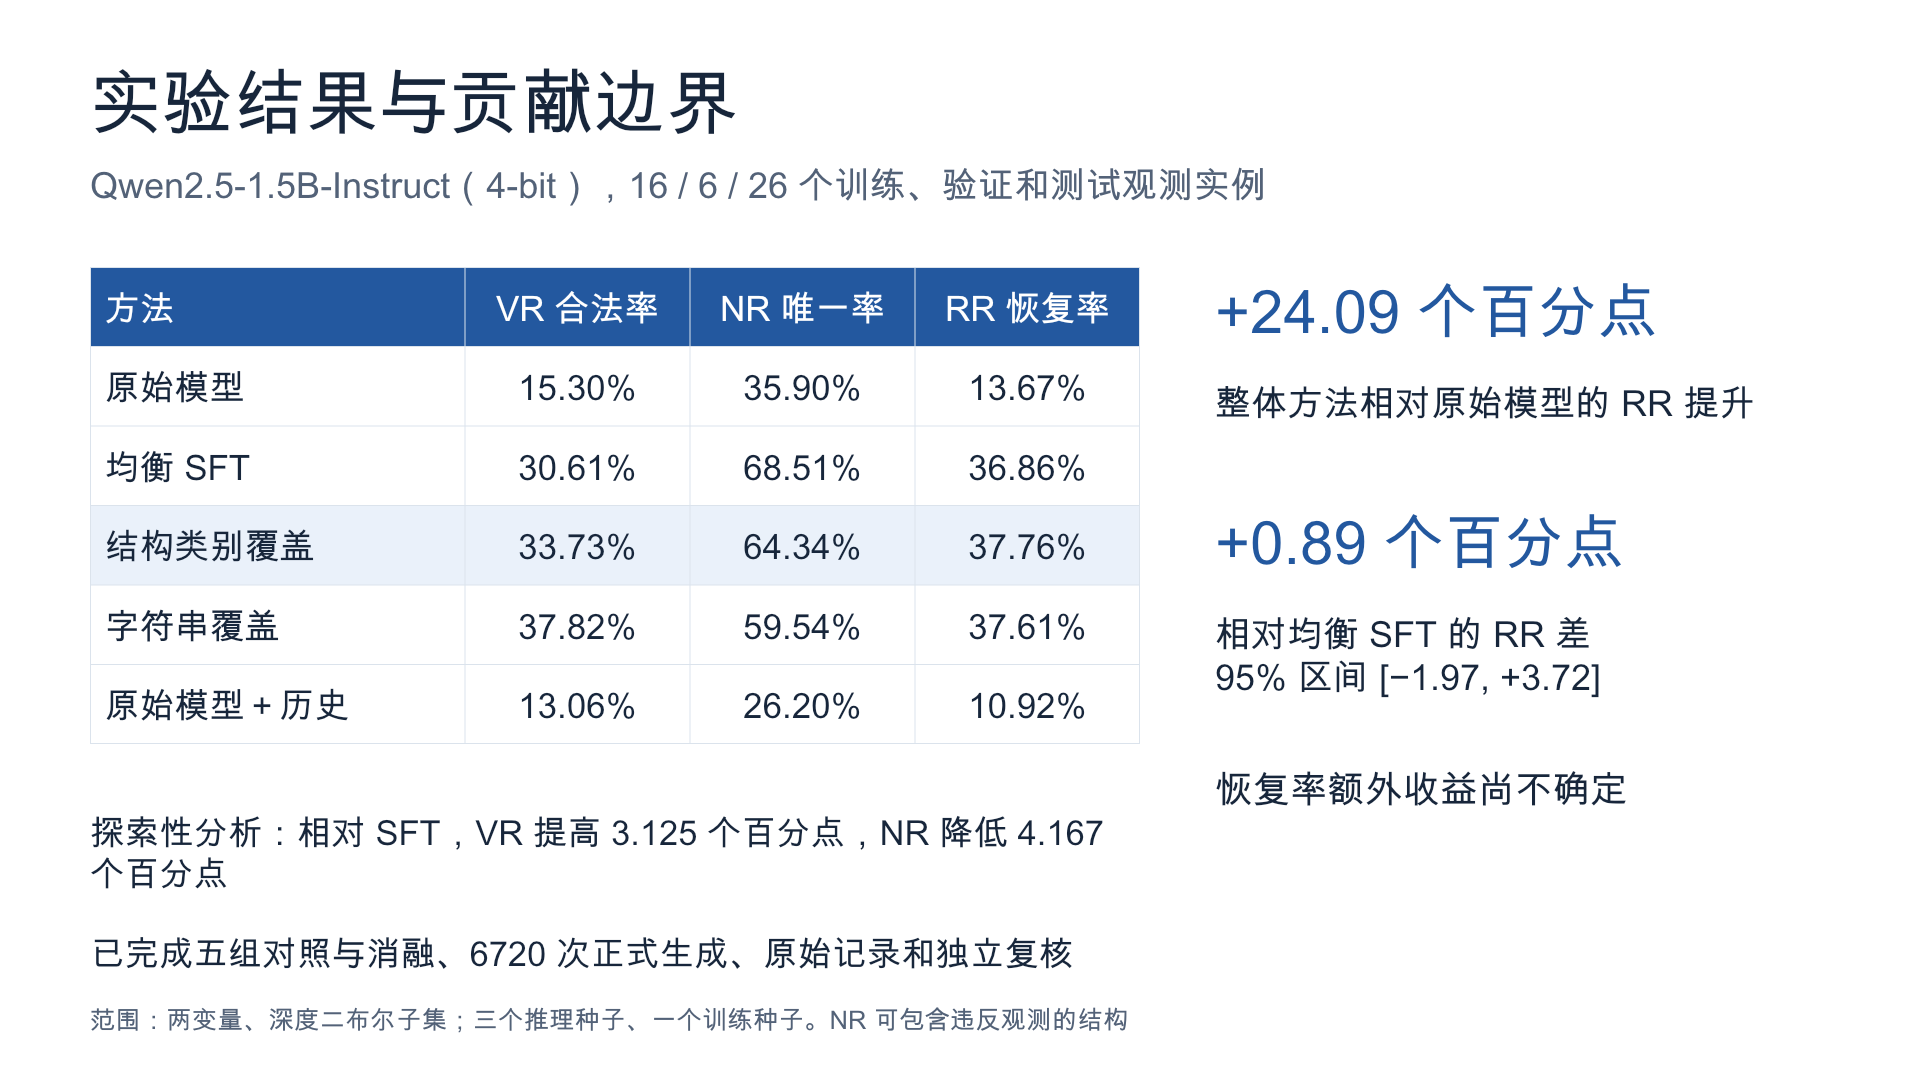 实验结果与贡献边界
Qwen2.5-1.5B-Instruct（4-bit），16 / 6 / 26 个训练、验证和测试观测实例
方法 VR 合法率 NR 唯一率 RR 恢复率
原始模型 15.30% 35.90% 13.67%
均衡 SFT 30.61% 68.51% 36.86%
结构类别覆盖 33.73% 64.34% 37.76%
字符串覆盖 37.82% 59.54% 37.61%
原始模型 + 历史 13.06% 26.20% 10.92%
探索性分析：相对 SFT，VR 提高 3.125 个百分点，NR 降低 4.167
个百分点
已完成五组对照与消融、6720 次正式生成、原始记录和独立复核
范围：两变量、深度二布尔子集；三个推理种子、一个训练种子。NR 可包含违反观测的结构
+24.09 个百分点
整体方法相对原始模型的 RR 提升
+0.89 个百分点
相对均衡 SFT 的 RR 差
95% 区间 [−1.97, +3.72]
恢复率额外收益尚不确定